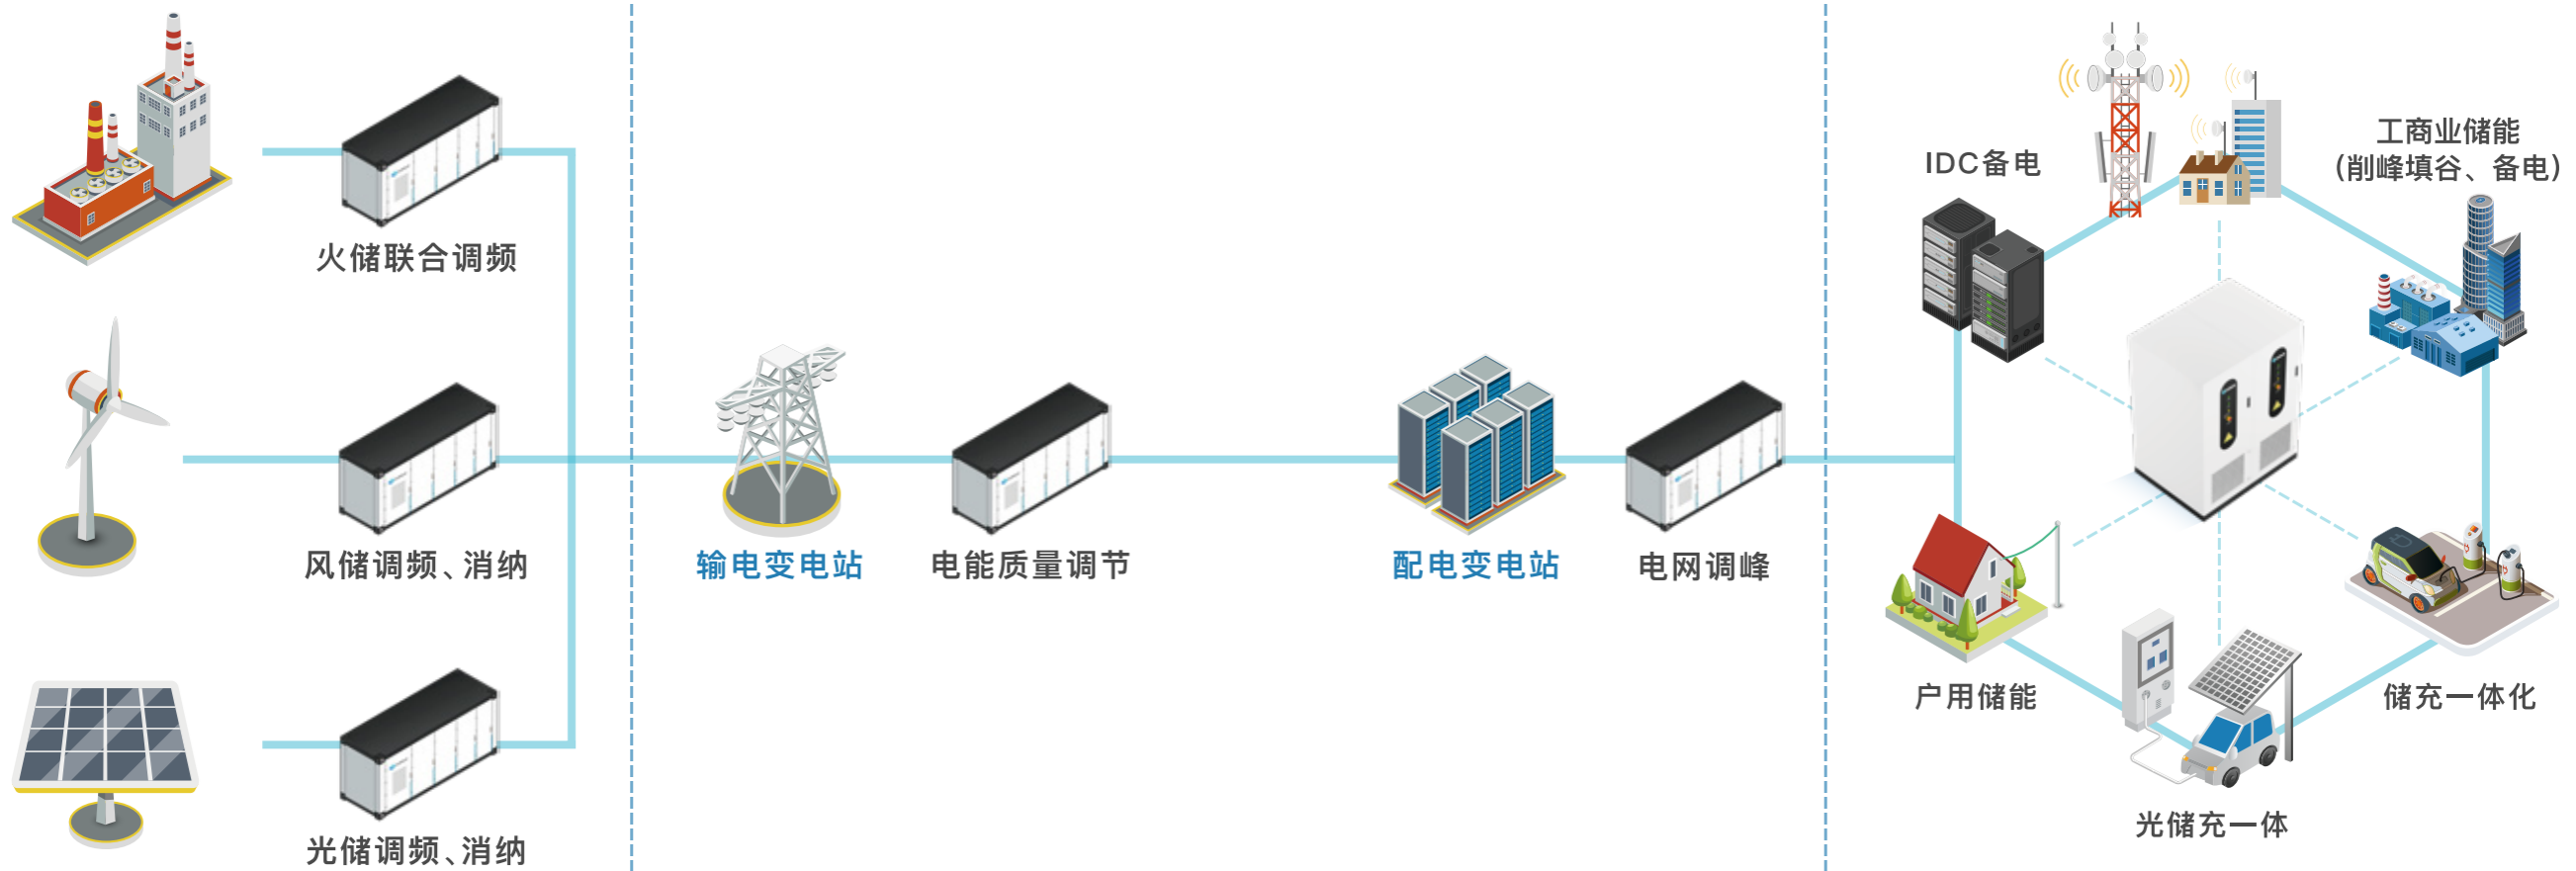 火储联合调频
风储调频、消纳
光储调频、消纳
输电变电站
电能质量调节
配电变电站
电网调峰
IDC备电
工商业储能
(削峰填谷、备电)
户用储能
储充一体化
光储充一体